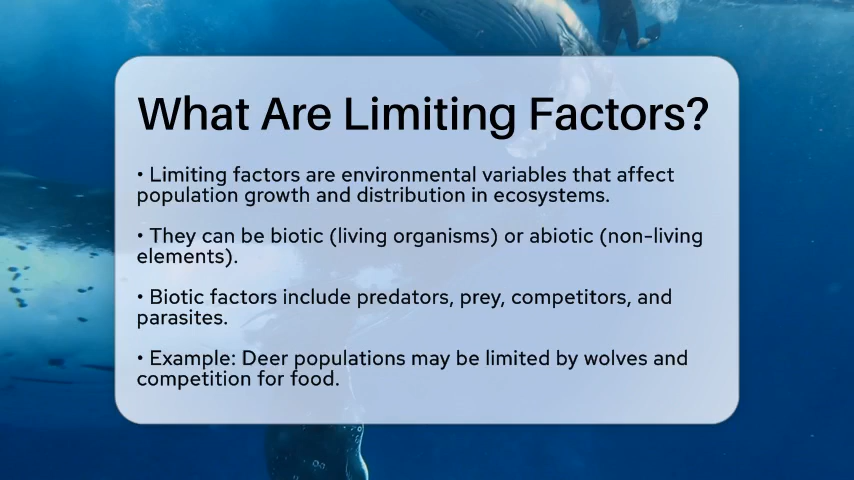 What Are Limiting Factors?
• Limiting factors are environmental variables that affect
population growth and distribution in ecosystems.
• They can be biotic (living organisms) or abiotic (non-living
elements).
• Biotic factors include predators, prey, competitors, and
parasites.
• Example: Deer populations may be limited by wolves and
competition for food.